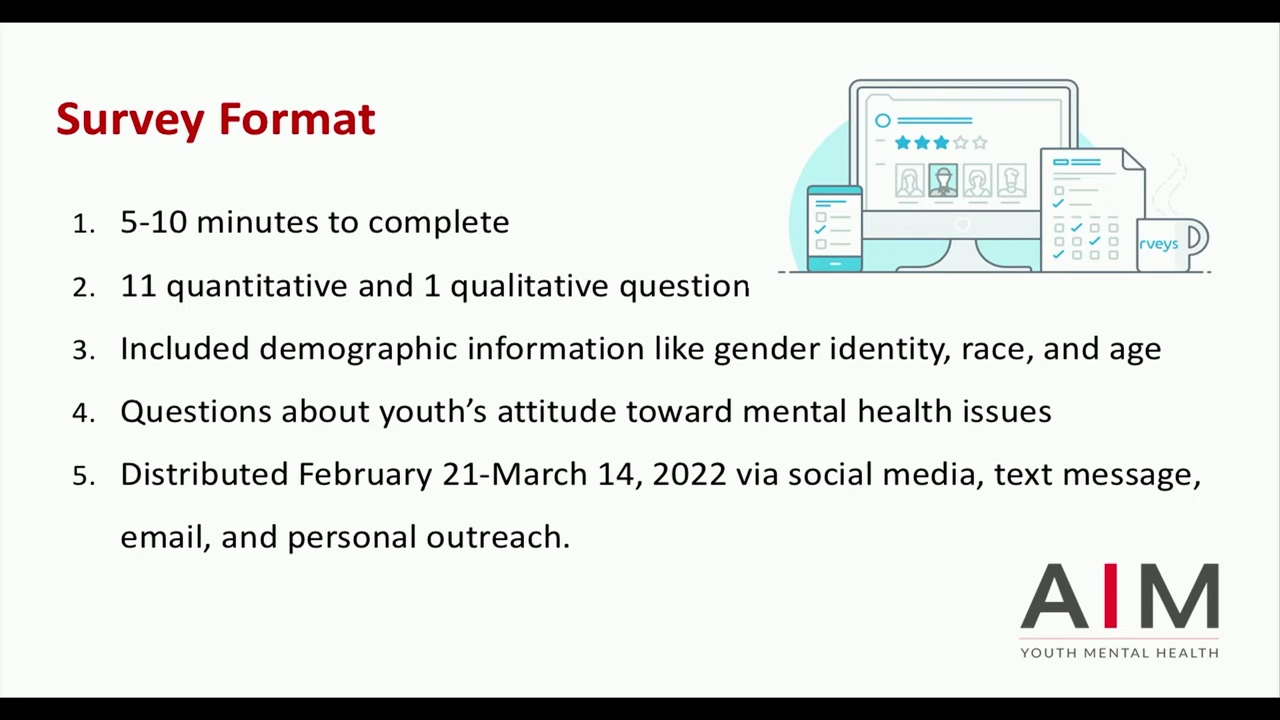 Survey Format
1. 5-10 minutes to complete
2. 11 quantitative and 1 qualitative question
3. Included demographic information like gender identity, race, and age
4. Questions about youth’s attitude toward mental health issues
5. Distributed February 21-March 14, 2022 via social media, text message,
email, and personal outreach.
rveys
AIM
YOUTH MENTAL HEALTH